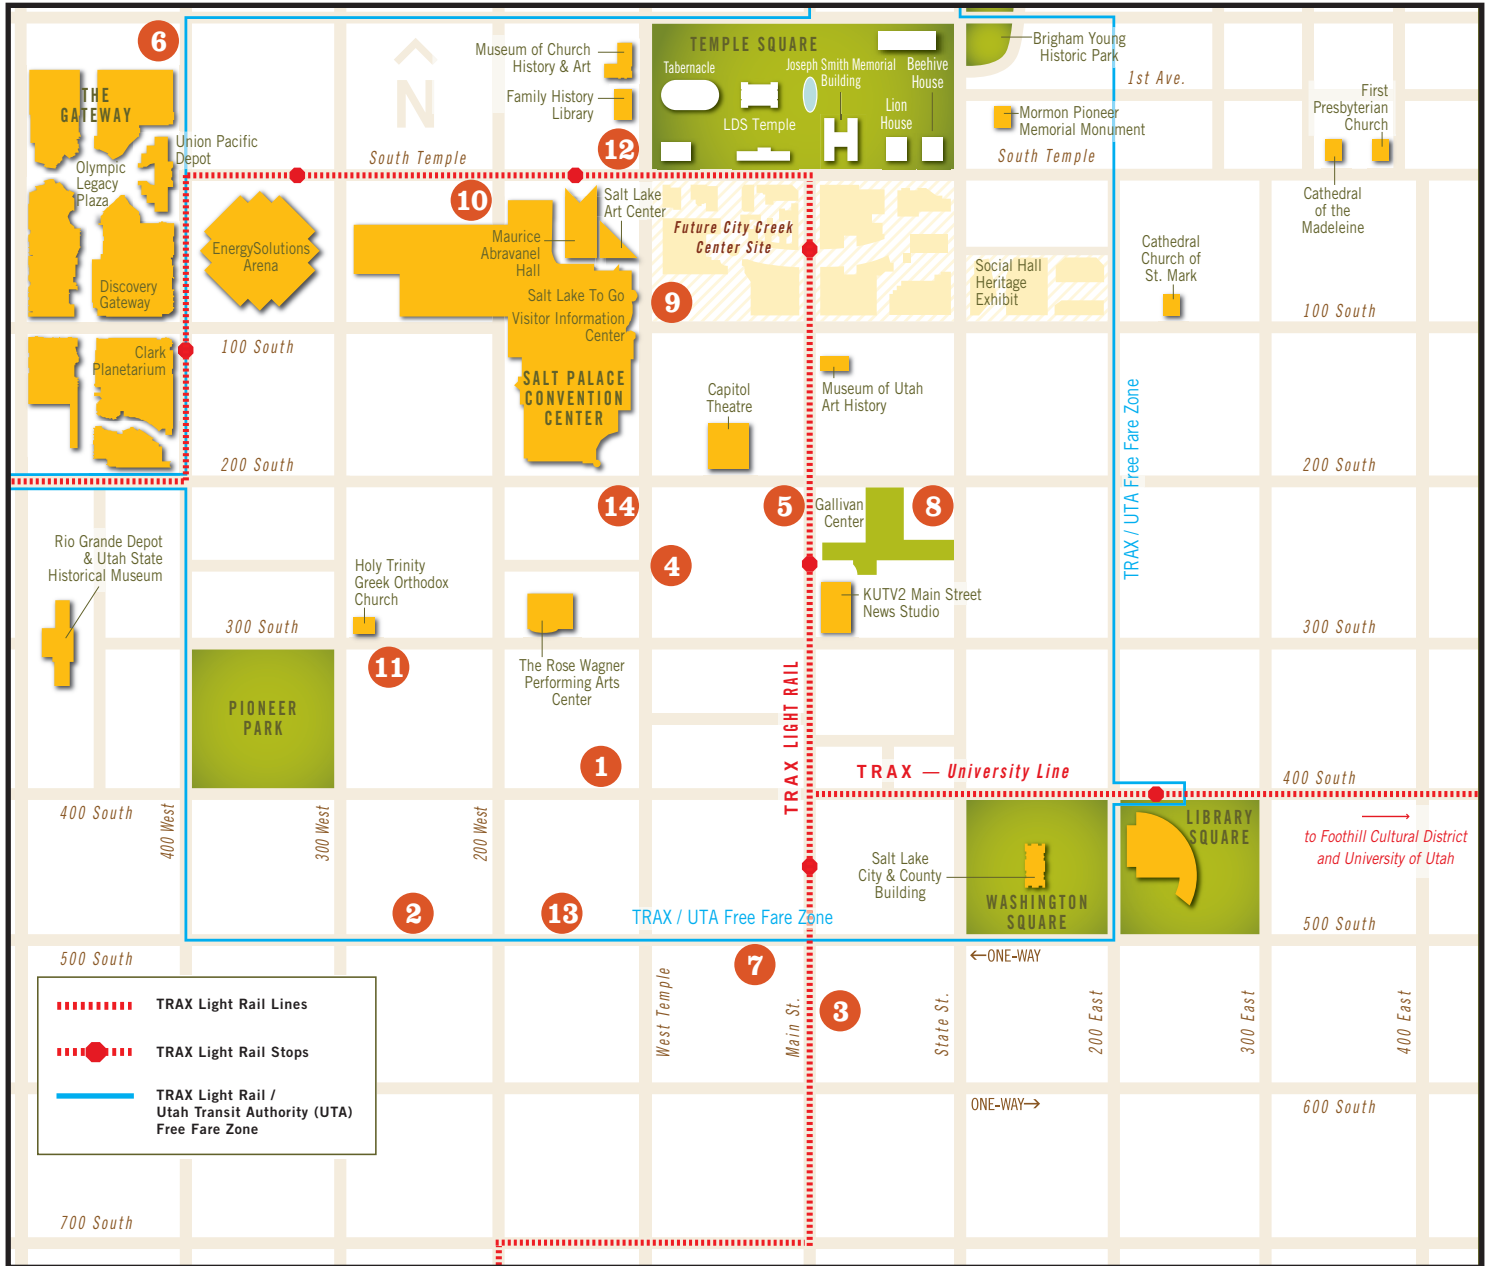 6
THE
GATEWAY
Union Pacific
Depot
Olympic
Legacy
Plaza
Discovery
Gateway
Clark
Planetarium
N
Museum of Church
History & Art
Family History
Library
12
South Temple
10
EnergySolutions
Arena
Maurice
Abravanel
Hall
Salt Lake
Art Center
Salt Lake To Go
Visitor Information
Center
SALT PALACE
CONVENTION
CENTER
TEMPLE SQUARE
Tabernacle
LDS Temple
Joseph Smith Memorial
Building
Beehive
House
Lion
House
Future City Creek
Center Site
9
Brigham Young
Historic Park
1st Ave.
Mormon Pioneer
Memorial Monument
South Temple
First
Presbyterian
Church
Cathedral
of the
Madeleine
Cathedral
Church of
St. Mark
Social Hall
Heritage
Exhibit
100 South
100 South
Museum of Utah
Art History
Capitol
Theatre
TRAX / UTA Free Fare Zone
200 South
200 South
14
5
Gallivan
Center
8
4
KUTV2 Main Street
News Studio
Rio Grande Depot
& Utah State
Historical Museum
Holy Trinity
Greek Orthodox
Church
300 South
300 South
11
The Rose Wagner
Performing Arts
Center
PIONEER
PARK
1
TRAX LIGHT RAIL
TRAX — University Line
400 South
400 South
400 West
300 West
200 West
to Foothill Cultural District
and University of Utah
LIBRARY
SQUARE
Salt Lake
City & County
Building
WASHINGTON
SQUARE
2
13
TRAX / UTA Free Fare Zone
500 South
500 South
←ONE-WAY
7
3
West Temple
Main St.
State St.
200 East
300 East
400 East
TRAX Light Rail Lines
TRAX Light Rail Stops
TRAX Light Rail /
Utah Transit Authority (UTA)
Free Fare Zone
ONE-WAY→
600 South
700 South